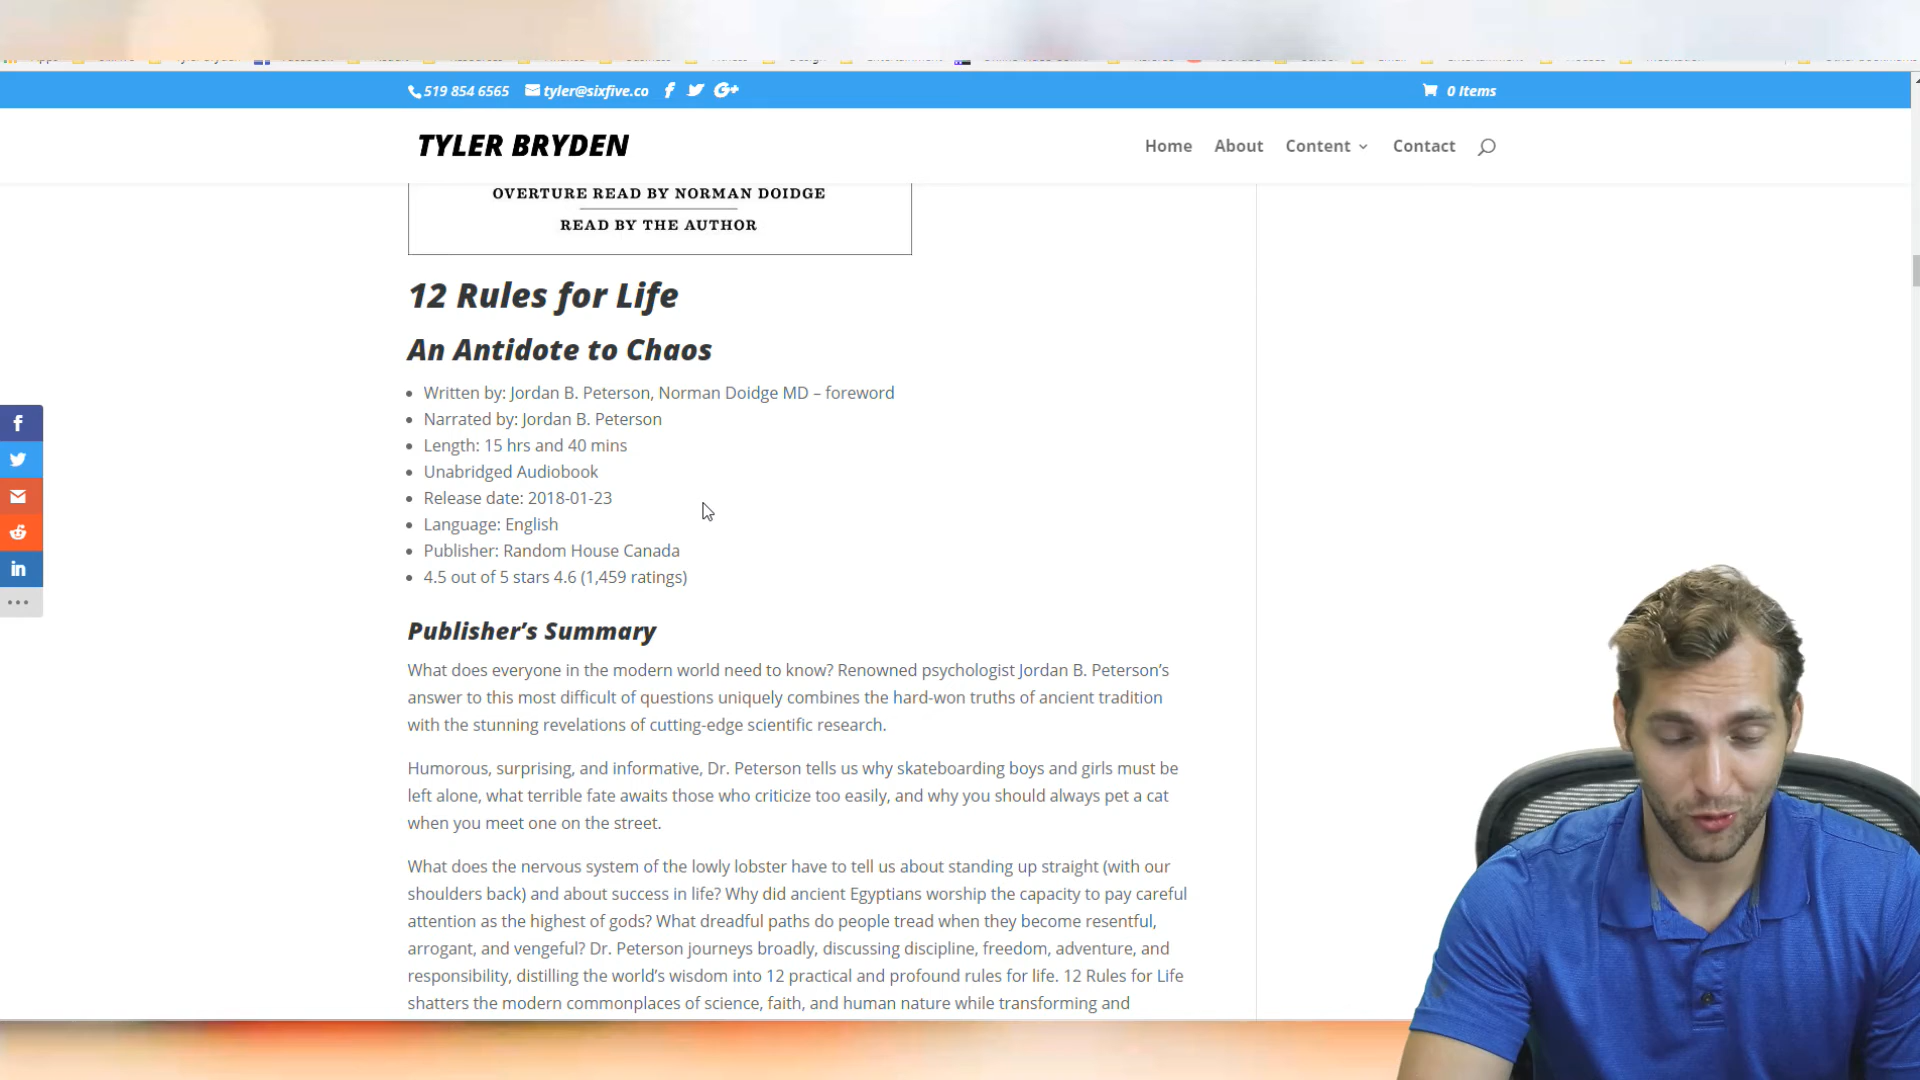 519 854 6565 tyler@sixfive.co 0 Items
TYLER BRYDEN
Home About Content Contact
OVERTURE READ BY NORMAN DOIDGE
READ BY THE AUTHOR
12 Rules for Life
An Antidote to Chaos
Written by: Jordan B. Peterson, Norman Doidge MD – foreword
Narrated by: Jordan B. Peterson
Length: 15 hrs and 40 mins
Unabridged Audiobook
Release date: 2018-01-23
Language: English
Publisher: Random House Canada
4.5 out of 5 stars 4.6 (1,459 ratings)
Publisher’s Summary
What does everyone in the modern world need to know? Renowned psychologist Jordan B. Peterson’s
answer to this most difficult of questions uniquely combines the hard-won truths of ancient tradition
with the stunning revelations of cutting-edge scientific research.
Humorous, surprising, and informative, Dr. Peterson tells us why skateboarding boys and girls must be
left alone, what terrible fate awaits those who criticize too easily, and why you should always pet a cat
when you meet one on the street.
What does the nervous system of the lowly lobster have to tell us about standing up straight (with our
shoulders back) and about success in life? Why did ancient Egyptians worship the capacity to pay careful
attention as the highest of gods? What dreadful paths do people tread when they become resentful,
arrogant, and vengeful? Dr. Peterson journeys broadly, discussing discipline, freedom, adventure, and
responsibility, distilling the world’s wisdom into 12 practical and profound rules for life. 12 Rules for Life
shatters the modern commonplaces of science, faith, and human nature while transforming and